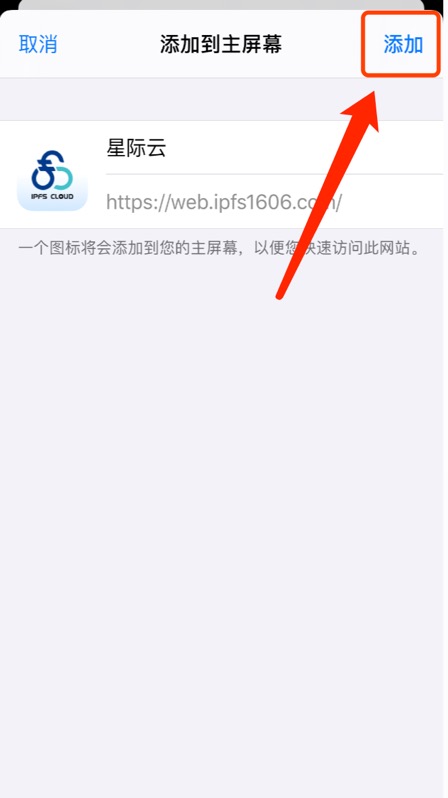 取消 添加到主屏幕 添加
星际云
IPFS CLOUD
https://web.ipfs1606.com/
一个图标将会添加到您的主屏幕，以便您快速访问此网站。